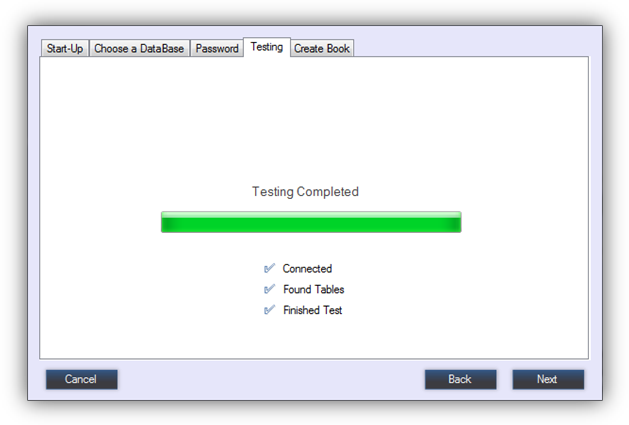 Start-Up Choose a DataBase Password Testing Create Book
Testing Completed
Connected
Found Tables
Finished Test
Cancel Back Next